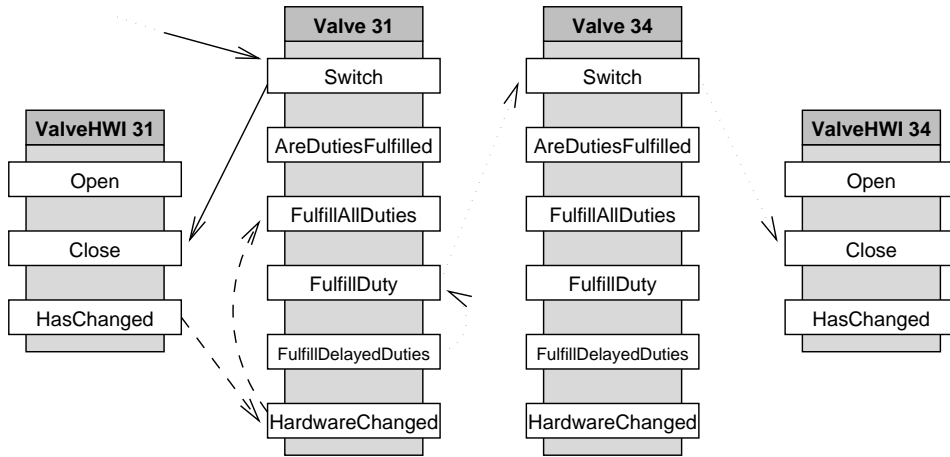 Valve 31
Switch
AreDutiesFulfilled
FulfillAllDuties
FulfillDuty
FulfillDelayedDuties
HardwareChanged
Valve 34
Switch
AreDutiesFulfilled
FulfillAllDuties
FulfillDuty
FulfillDelayedDuties
HardwareChanged
ValveHWI 31
Open
Close
HasChanged
ValveHWI 34
Open
Close
HasChanged